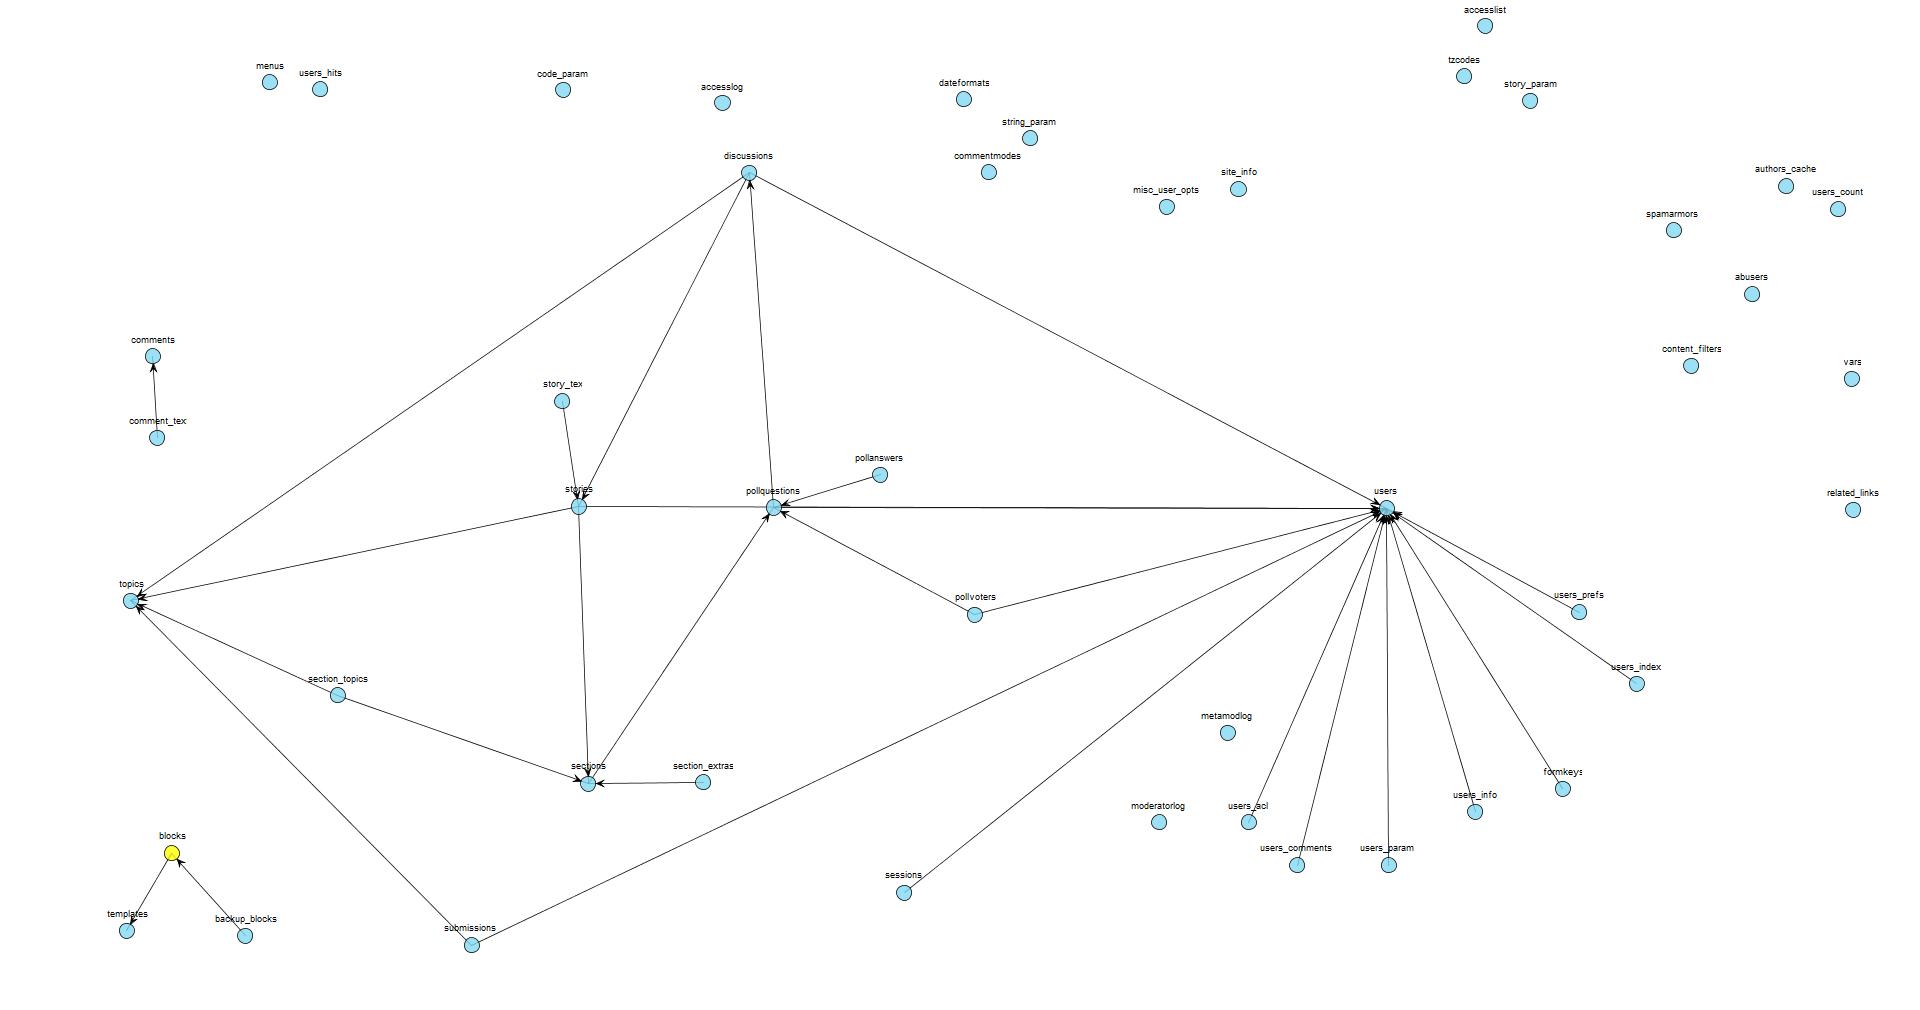 accesslist
tzcodes
menus
users_hits
code_param
accesslog
dateformats
story_param
string_param
discussions
commentmodes
site_info
misc_user_opts
authors_cache
users_count
spamarmors
abusers
comments
content_filters
vars
story_tex
comment_tex
pollanswers
stories
pollquestions
users
related_links
topics
pollvoters
users_prefs
section_topics
users_index
metamodlog
sections
section_extras
formkeys
users_info
moderatorlog
users_acl
blocks
users_comments
users_param
sessions
templates
backup_blocks
submissions